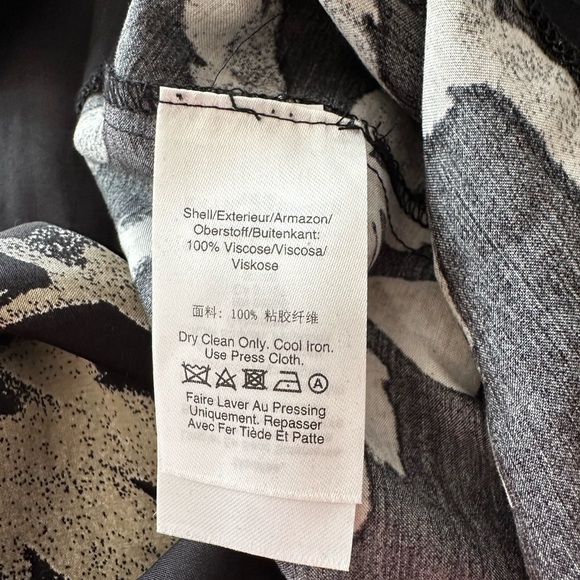 Shell/Exterieur/Armazon/
Oberstoff/Buitenkant:
100% Viscose/Viscosa/
Viskose
面料: 100% 粘胶纤维
Dry Clean Only. Cool Iron.
Use Press Cloth.
A
Faire Laver Au Pressing
Uniquement. Repasser
Avec Fer Tiède Et Patte